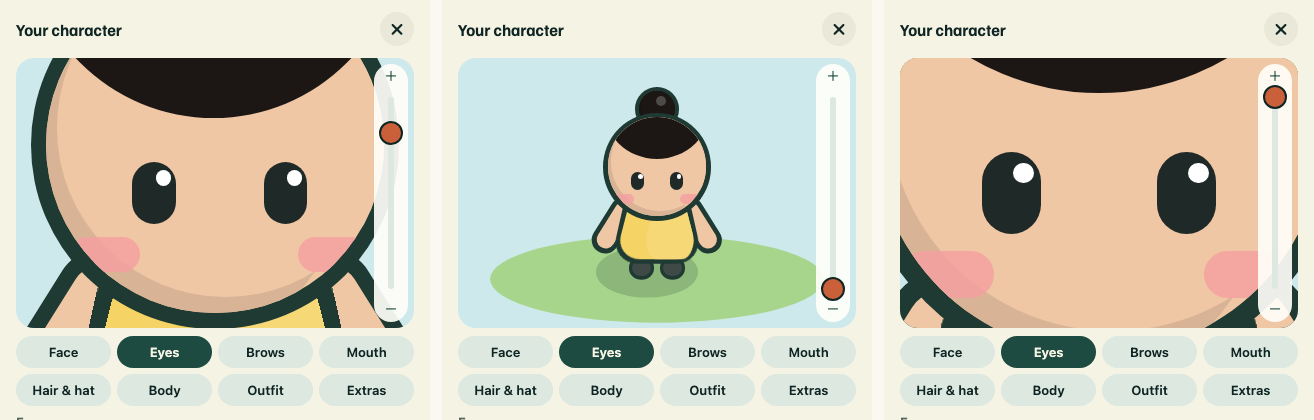 Your character
Face
Eyes
Brows
Mouth
Hair & hat
Body
Outfit
Extras
Your character
Face
Eyes
Brows
Mouth
Hair & hat
Body
Outfit
Extras
Your character
Face
Eyes
Brows
Mouth
Hair & hat
Body
Outfit
Extras